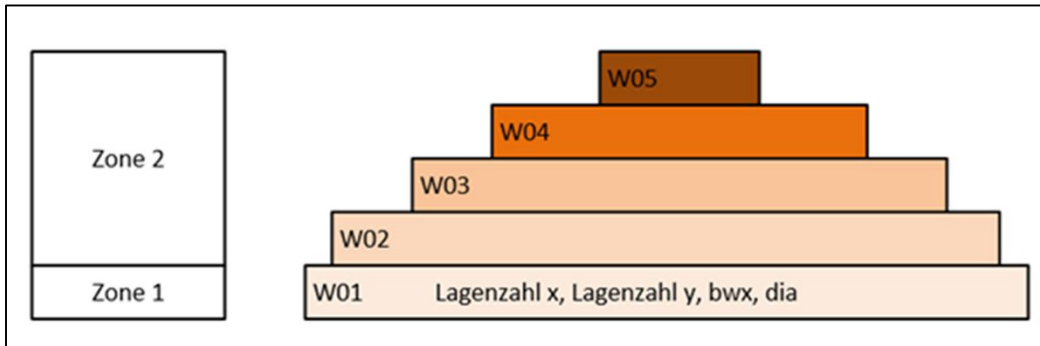 W05
W04
Zone 2
W03
W02
Zone 1
W01 Lagenzahl x, Lagenzahl y, bwx, dia